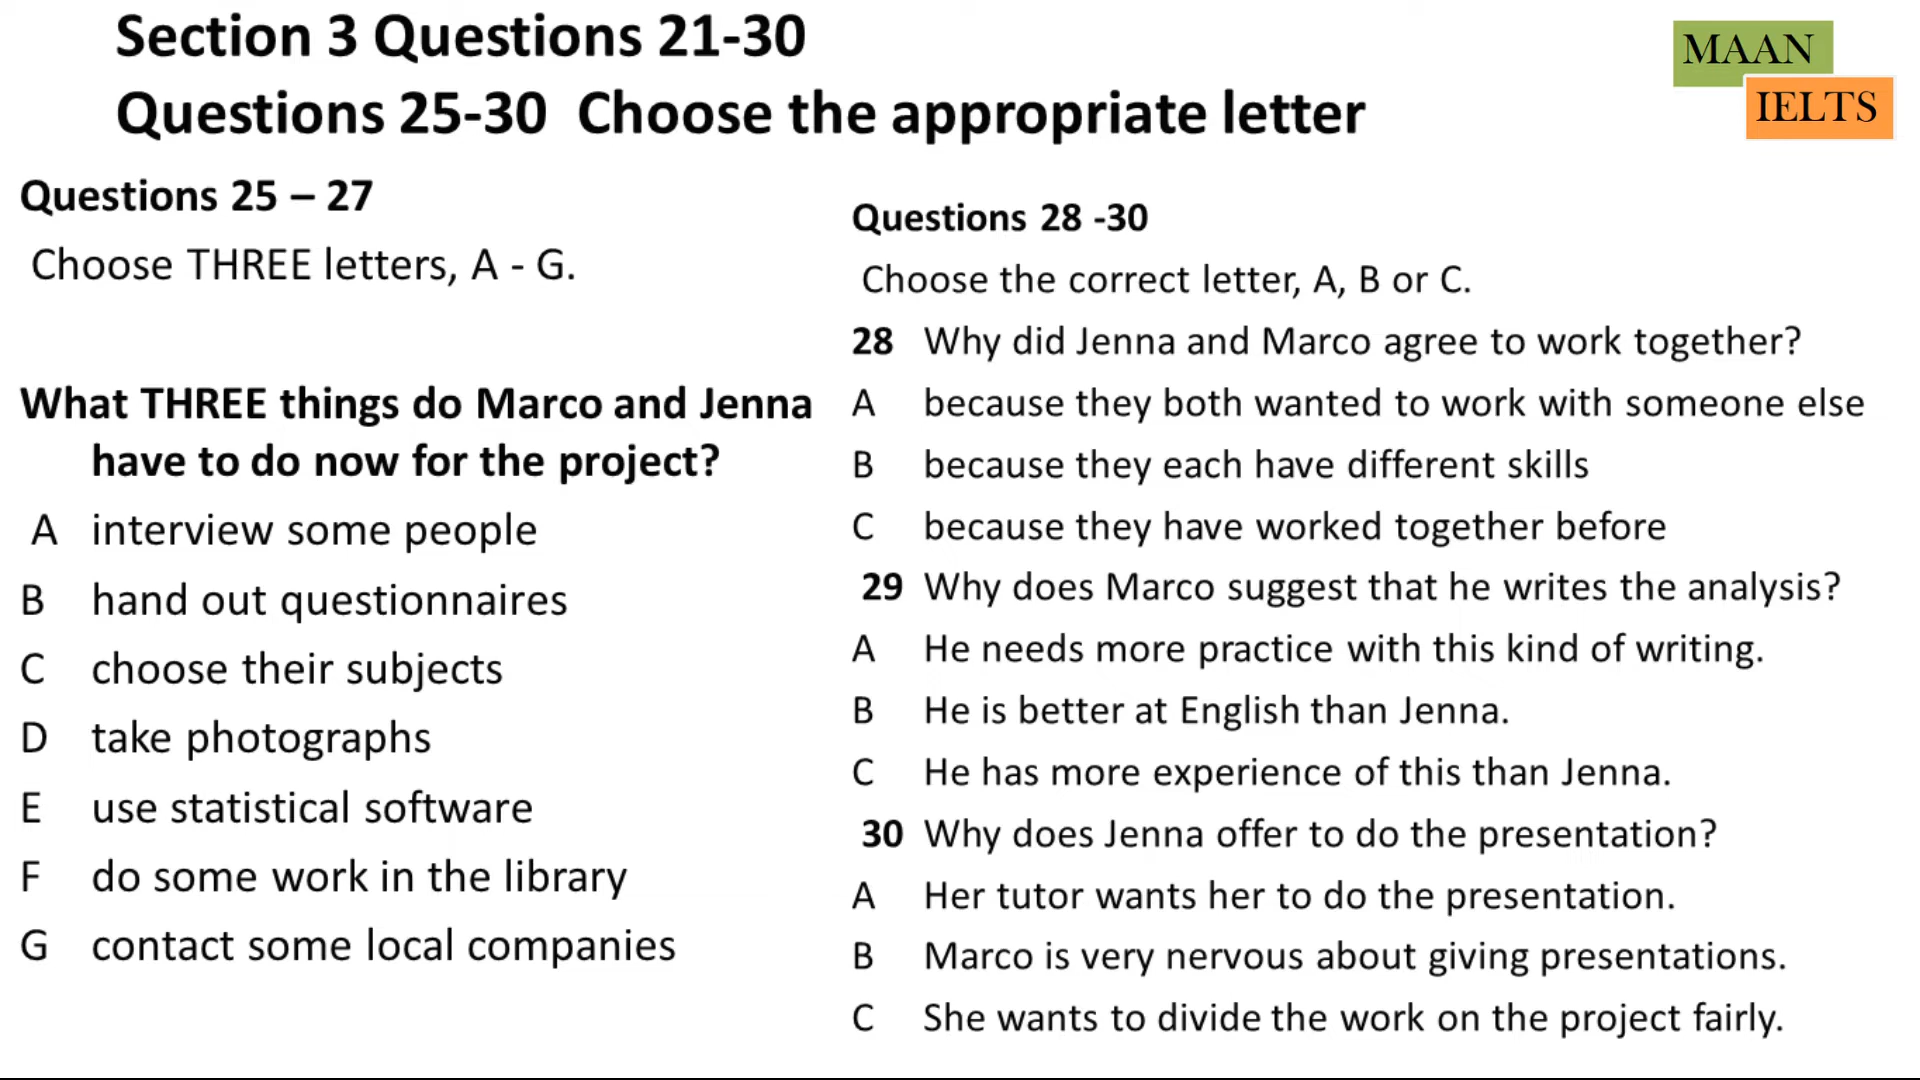 Section 3 Questions 21-30
Questions 25-30 Choose the appropriate letter
MAAN
IELTS
Questions 25 – 27
Choose THREE letters, A - G.
What THREE things do Marco and Jenna
have to do now for the project?
A interview some people
B hand out questionnaires
C choose their subjects
D take photographs
E use statistical software
F do some work in the library
G contact some local companies
Questions 28 -30
Choose the correct letter, A, B or C.
28 Why did Jenna and Marco agree to work together?
A because they both wanted to work with someone else
B because they each have different skills
C because they have worked together before
29 Why does Marco suggest that he writes the analysis?
A He needs more practice with this kind of writing.
B He is better at English than Jenna.
C He has more experience of this than Jenna.
30 Why does Jenna offer to do the presentation?
A Her tutor wants her to do the presentation.
B Marco is very nervous about giving presentations.
C She wants to divide the work on the project fairly.